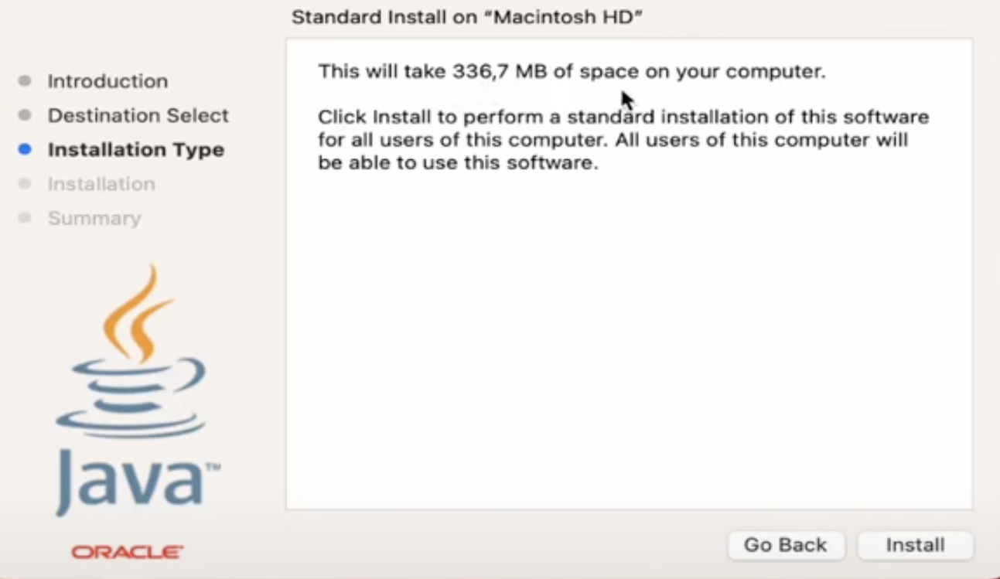 Standard Install on “Macintosh HD”
Introduction
Destination Select
Installation Type
Installation
Summary
This will take 336,7 MB of space on your computer.
Click Install to perform a standard installation of this software
for all users of this computer. All users of this computer will
be able to use this software.
Java™
ORACLE
Go Back
Install